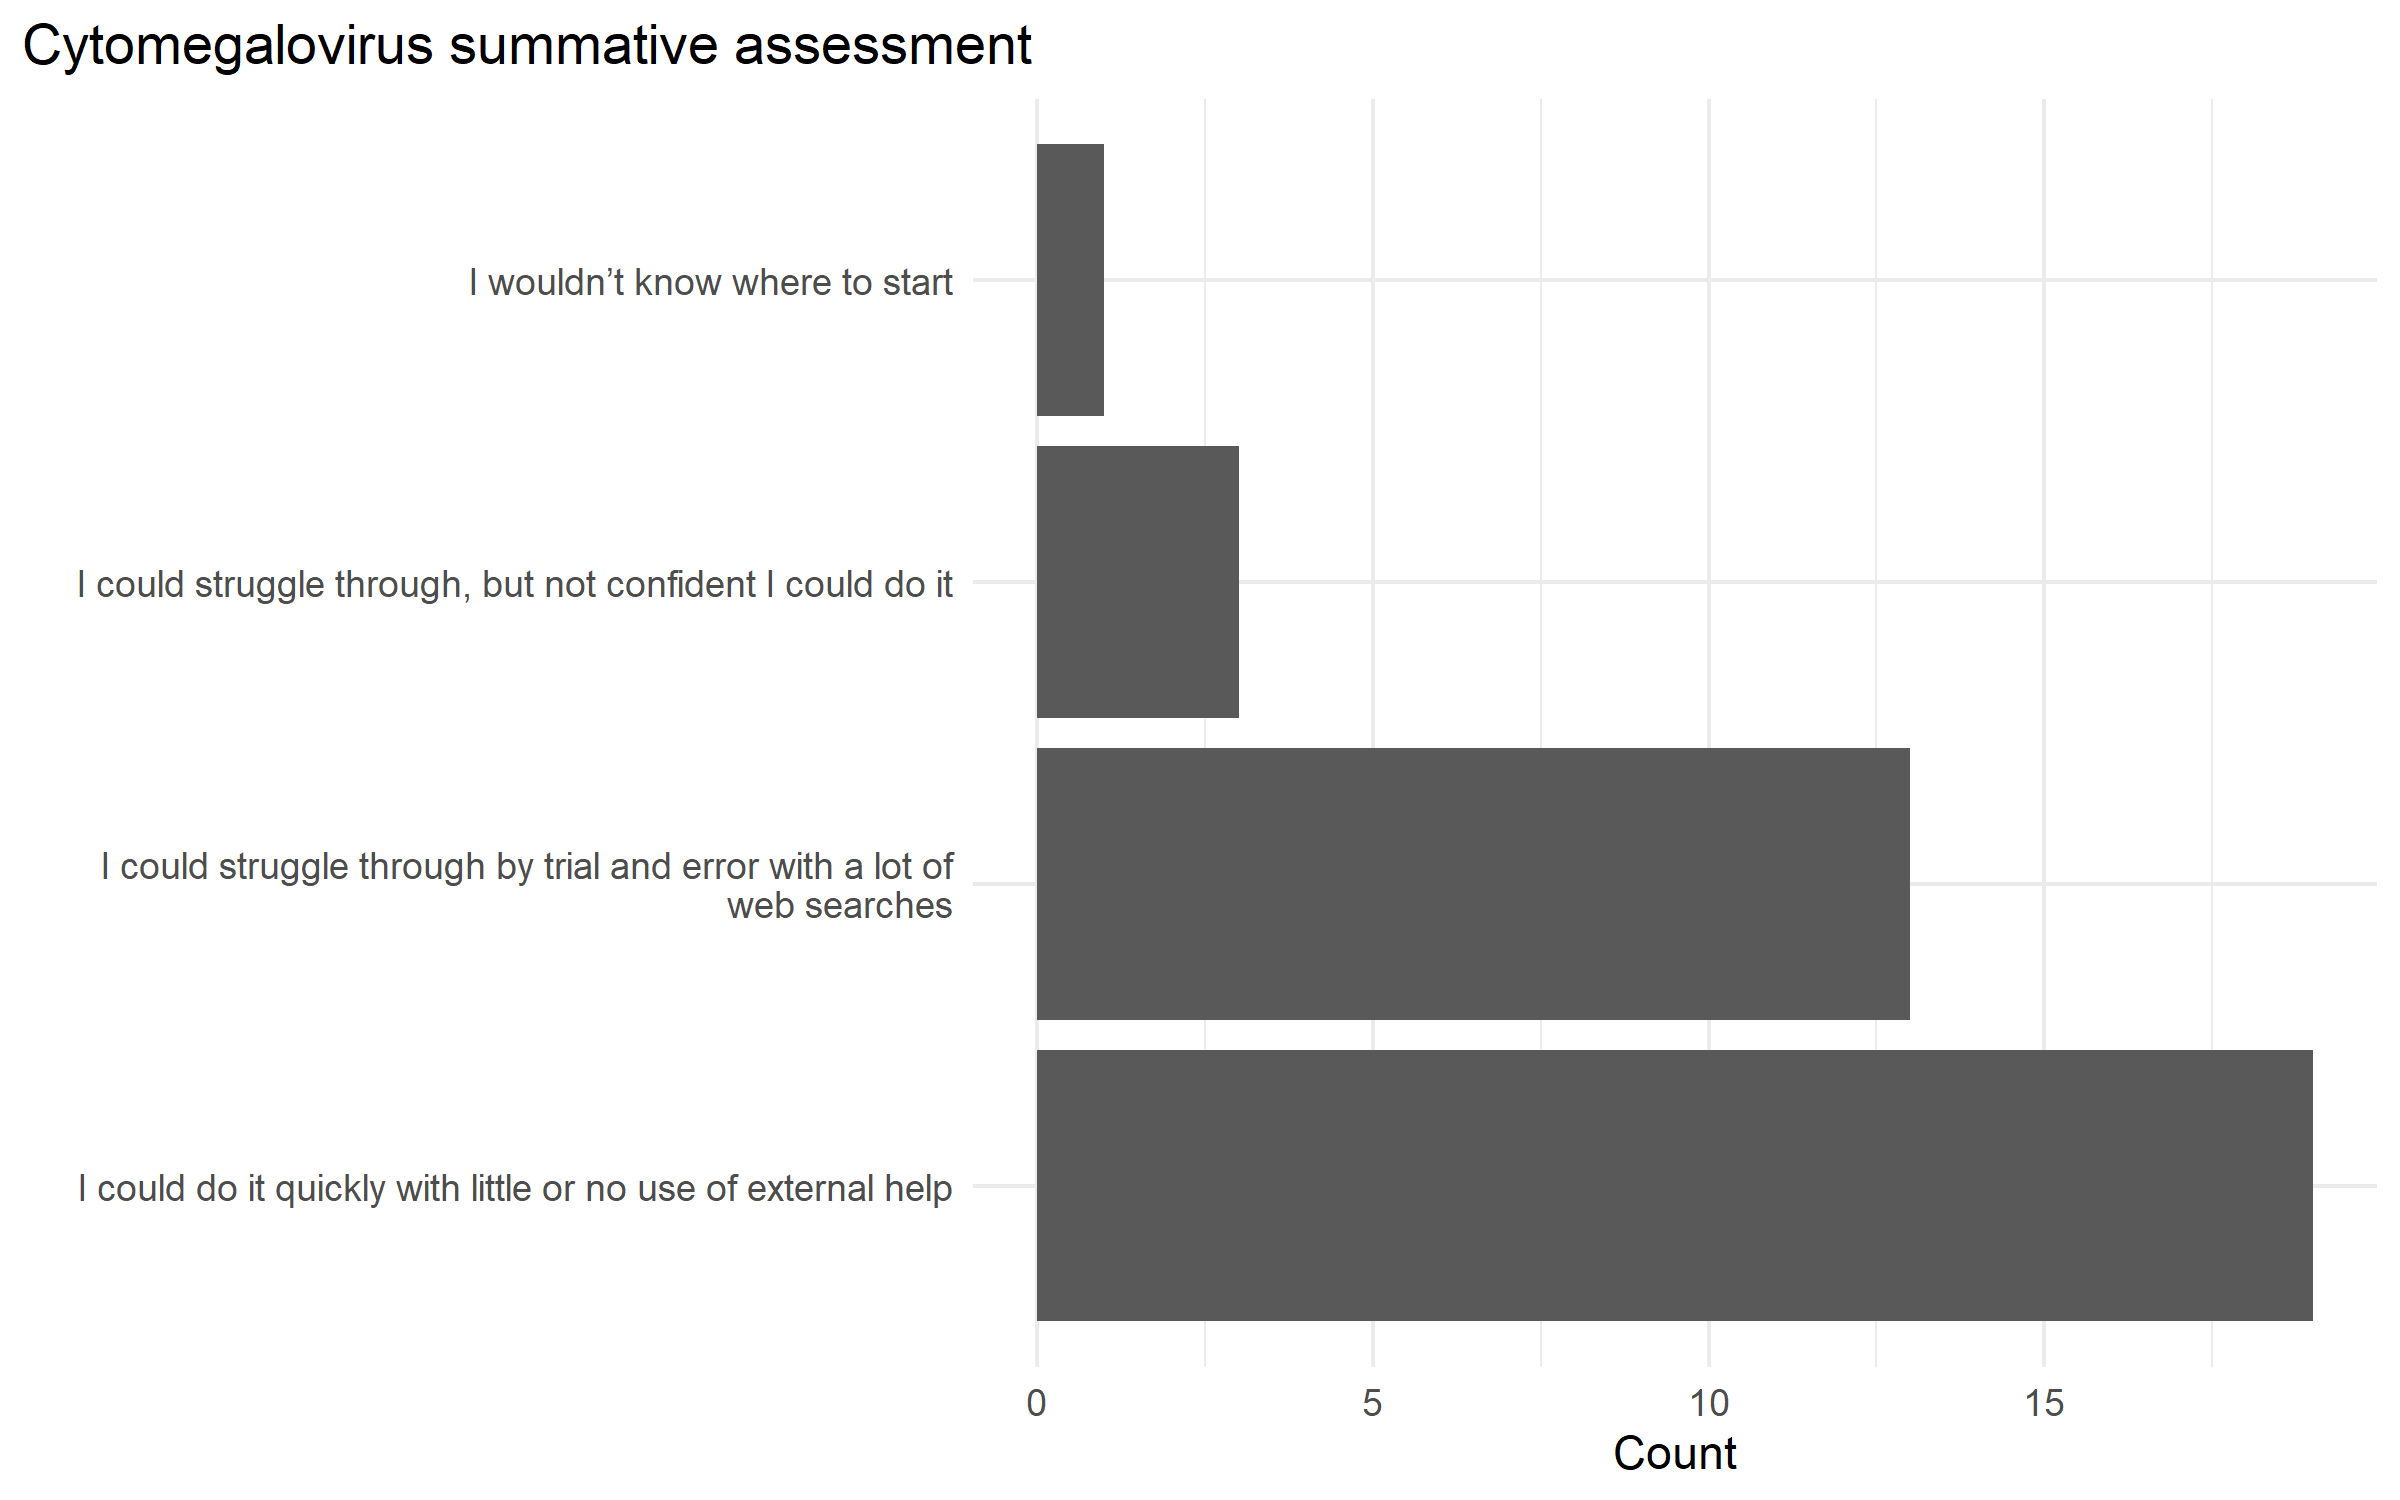 Cytomegalovirus summative assessment
I wouldn’t know where to start
I could struggle through, but not confident I could do it
I could struggle through by trial and error with a lot of
web searches
I could do it quickly with little or no use of external help
0 5 10 15
Count